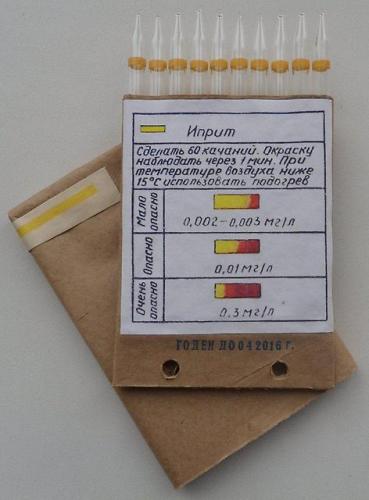 Иприт
Сделать 60 качаний. Окраску
наблюдать через 1 мин. При
температуре воздуха ниже
15°С использовать подогрев
Мало
опасно
0,002-0,003 мг/л
Опасно
0,01 мг/л
Очень
опасно
0.3 мг/л
ГОДЕН ДО 04 2016 г.